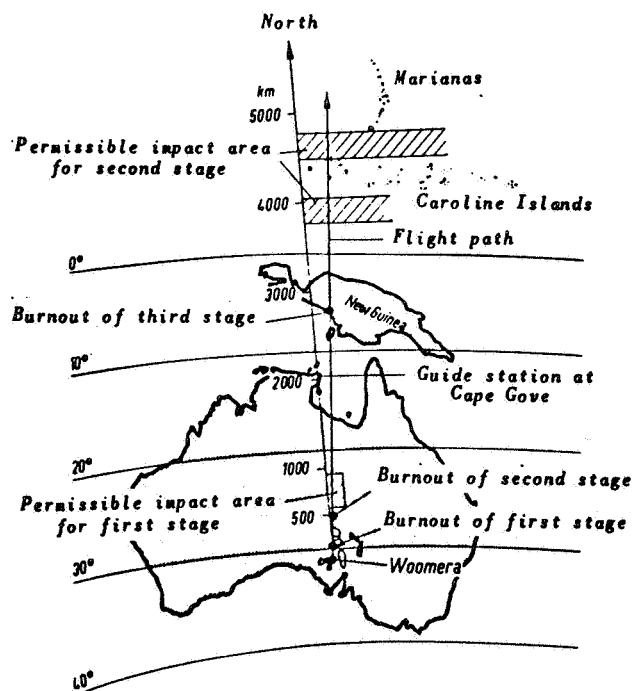 North
Marianas
km
5000
Permissible impact area
for second stage
4000
Caroline Islands
Flight path
0°
3000
New Guinea
Burnout of third stage
10°
2000
Guide station at
Cape Gove
20°
1000
Burnout of second stage
Permissible impact area
for first stage
500
Burnout of first stage
30°
Woomera
40°